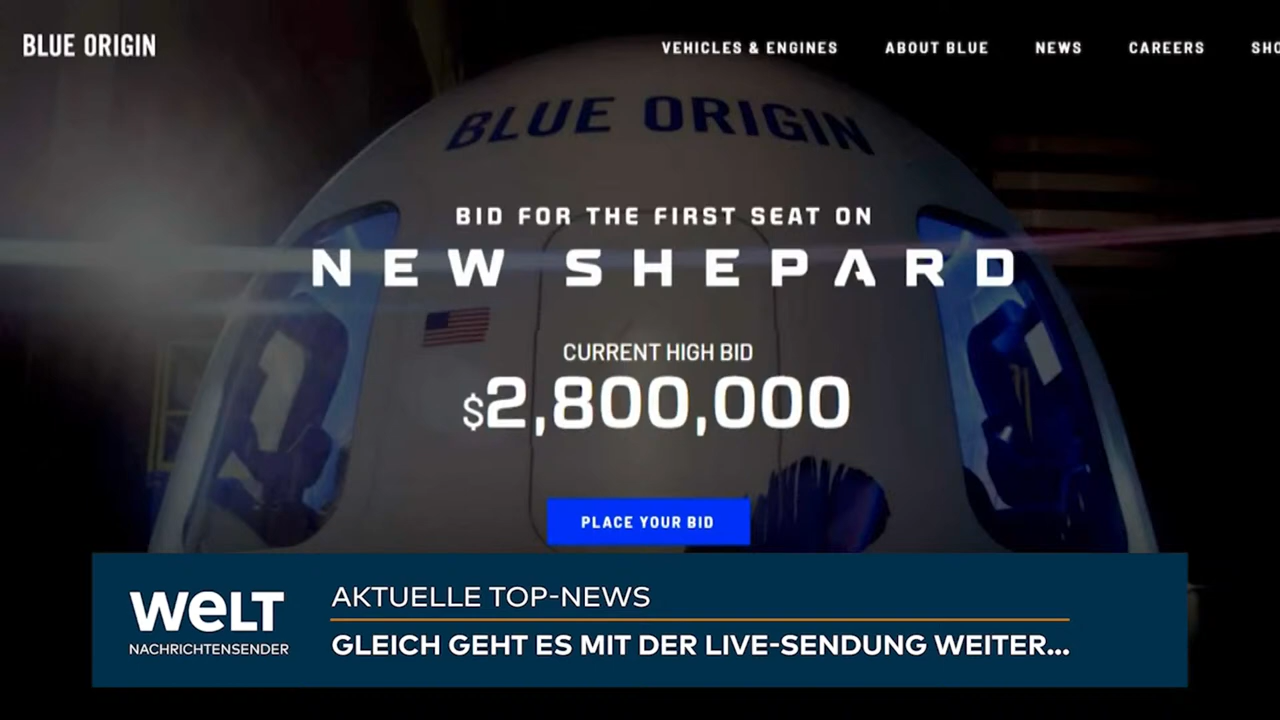 BLUE ORIGIN
VEHICLES & ENGINES
ABOUT BLUE
NEWS
CAREERS
BLUE ORIGIN
BID FOR THE FIRST SEAT ON
NEW SHEPARD
CURRENT HIGH BID
$2,800,000
PLACE YOUR BID
welt
NACHRICHTENSENDER
AKTUELLE TOP-NEWS
GLEICH GEHT ES MIT DER LIVE-SENDUNG WEITER...